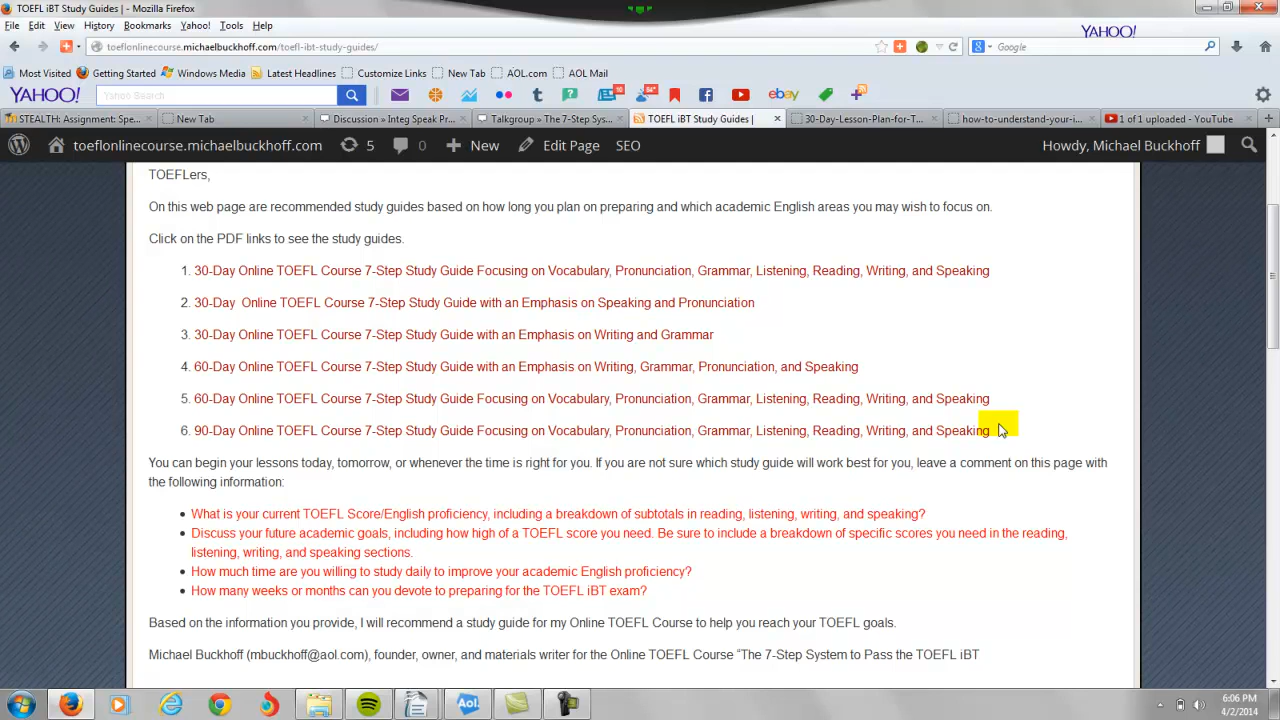 TOEFL iBT Study Guides | - Mozilla Firefox
File Edit View History Bookmarks Yahoo! Tools Help
YAHOO!
toeflonlinecourse.michaelbuckhoff.com/toefl-ibt-study-guides/
Google
Most Visited Getting Started Windows Media Latest Headlines Customize Links New Tab AOL.com AOL Mail
YAHOO! Yahoo Search
STEALTH: Assignment: Spe... New Tab Discussion » Integ Speak Pr... Talkgroup » The 7-Step Sys... TOEFL iBT Study Guides | 30-Day-Lesson-Plan-for-T... how-to-understand-your-i... 1 of 1 uploaded - YouTube
toeflonlinecourse.michaelbuckhoff.com 5 0 New Edit Page SEO Howdy, Michael Buckhoff
TOEFLers,
On this web page are recommended study guides based on how long you plan on preparing and which academic English areas you may wish to focus on.
Click on the PDF links to see the study guides.
1. 30-Day Online TOEFL Course 7-Step Study Guide Focusing on Vocabulary, Pronunciation, Grammar, Listening, Reading, Writing, and Speaking
2. 30-Day Online TOEFL Course 7-Step Study Guide with an Emphasis on Speaking and Pronunciation
3. 30-Day Online TOEFL Course 7-Step Study Guide with an Emphasis on Writing and Grammar
4. 60-Day Online TOEFL Course 7-Step Study Guide with an Emphasis on Writing, Grammar, Pronunciation, and Speaking
5. 60-Day Online TOEFL Course 7-Step Study Guide Focusing on Vocabulary, Pronunciation, Grammar, Listening, Reading, Writing, and Speaking
6. 90-Day Online TOEFL Course 7-Step Study Guide Focusing on Vocabulary, Pronunciation, Grammar, Listening, Reading, Writing, and Speaking
You can begin your lessons today, tomorrow, or whenever the time is right for you. If you are not sure which study guide will work best for you, leave a comment on this page with
the following information:
• What is your current TOEFL Score/English proficiency, including a breakdown of subtotals in reading, listening, writing, and speaking?
• Discuss your future academic goals, including how high of a TOEFL score you need. Be sure to include a breakdown of specific scores you need in the reading,
listening, writing, and speaking sections.
• How much time are you willing to study daily to improve your academic English proficiency?
• How many weeks or months can you devote to preparing for the TOEFL iBT exam?
Based on the information you provide, I will recommend a study guide for my Online TOEFL Course to help you reach your TOEFL goals.
Michael Buckhoff (mbuckhoff@aol.com), founder, owner, and materials writer for the Online TOEFL Course “The 7-Step System to Pass the TOEFL iBT
Aol.
6:06 PM
4/2/2014